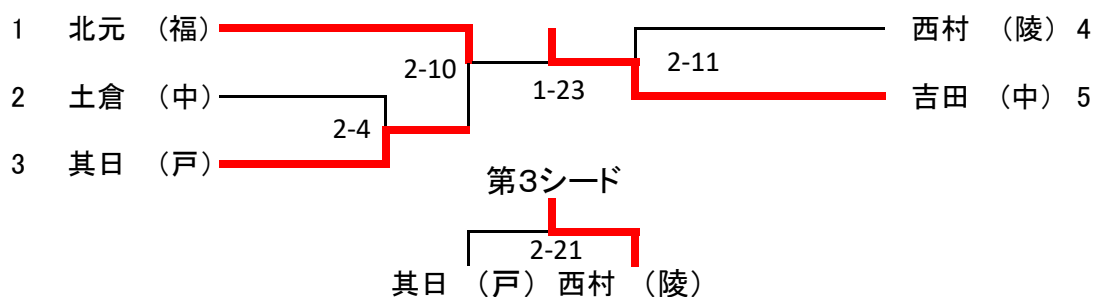 1 北元 （福） 西村 （陵） 4
2-10 2-11
2 土倉 （中） 1-23 吉田 （中） 5
2-4
3 其日 （戸）
第３シード
2-21
其日 （戸） 西村 （陵）